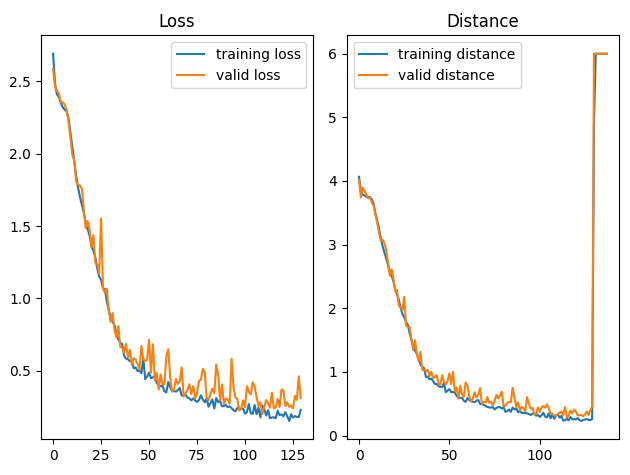 Loss
training loss
valid loss
2.5
2.0
1.5
1.0
0.5
0 25 50 75 100 125
Distance
training distance
valid distance
6
5
4
3
2
1
0
0 50 100